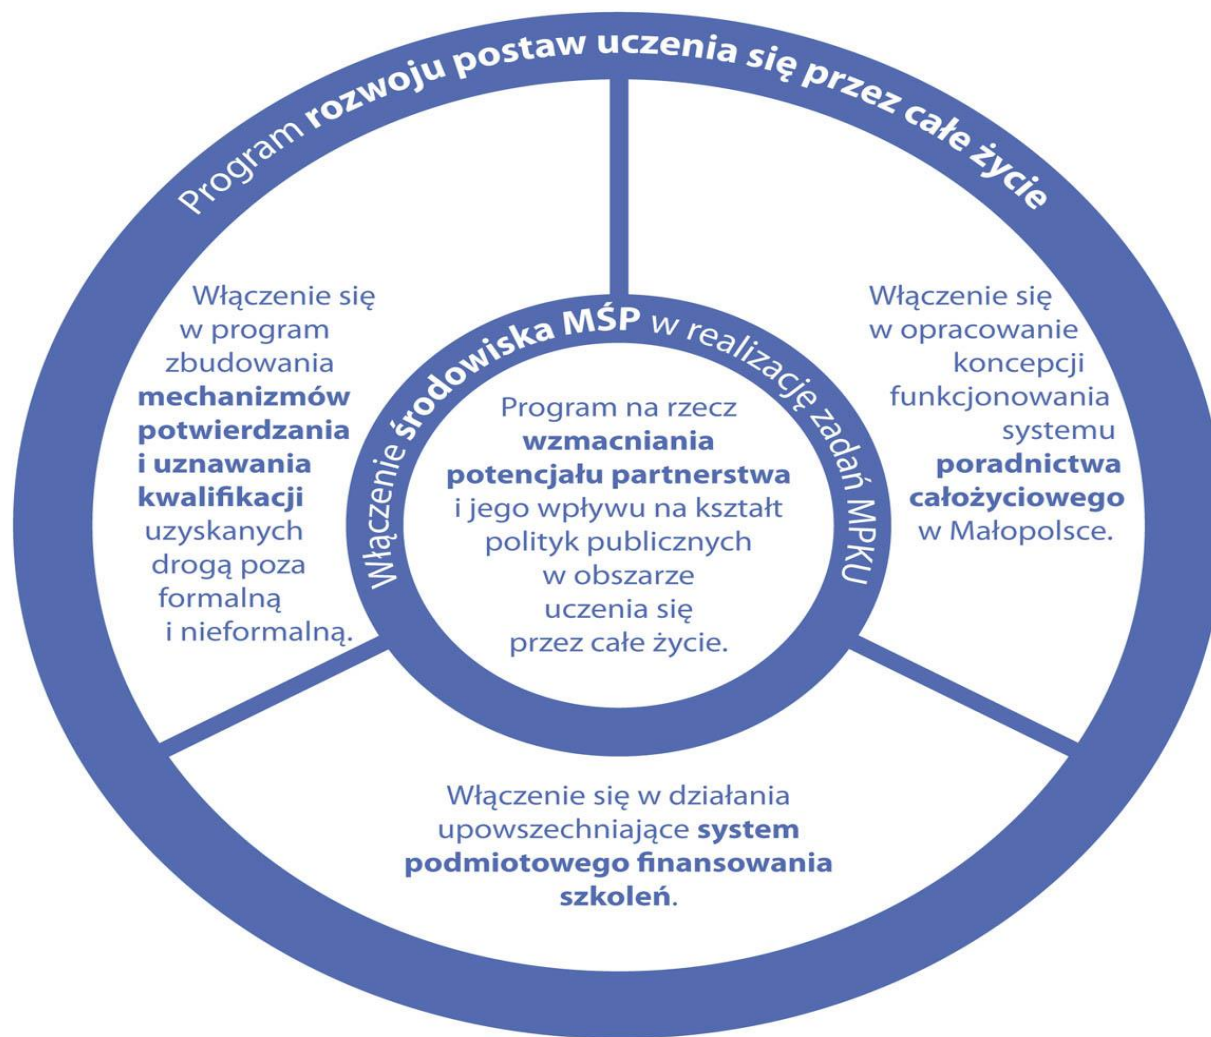 Program rozwoju postaw uczenia się przez całe życie
Włączenie się
w program
zbudowania
mechanizmów
potwierdzania
i uznawania
kwalifikacji
uzyskanych
drogą poza
formalną
i nieformalną.
Włączenie środowiska MŚP w realizację zadań MPKU
Program na rzecz
wzmacniania
potencjału partnerstwa
i jego wpływu na kształt
polityk publicznych
w obszarze
uczenia się
przez całe życie.
Włączenie się
w opracowanie
koncepcji
funkcjonowania
systemu
poradnictwa
całożyciowego
w Małopolsce.
Włączenie się w działania
upowszechniające system
podmiotowego finansowania
szkoleń.